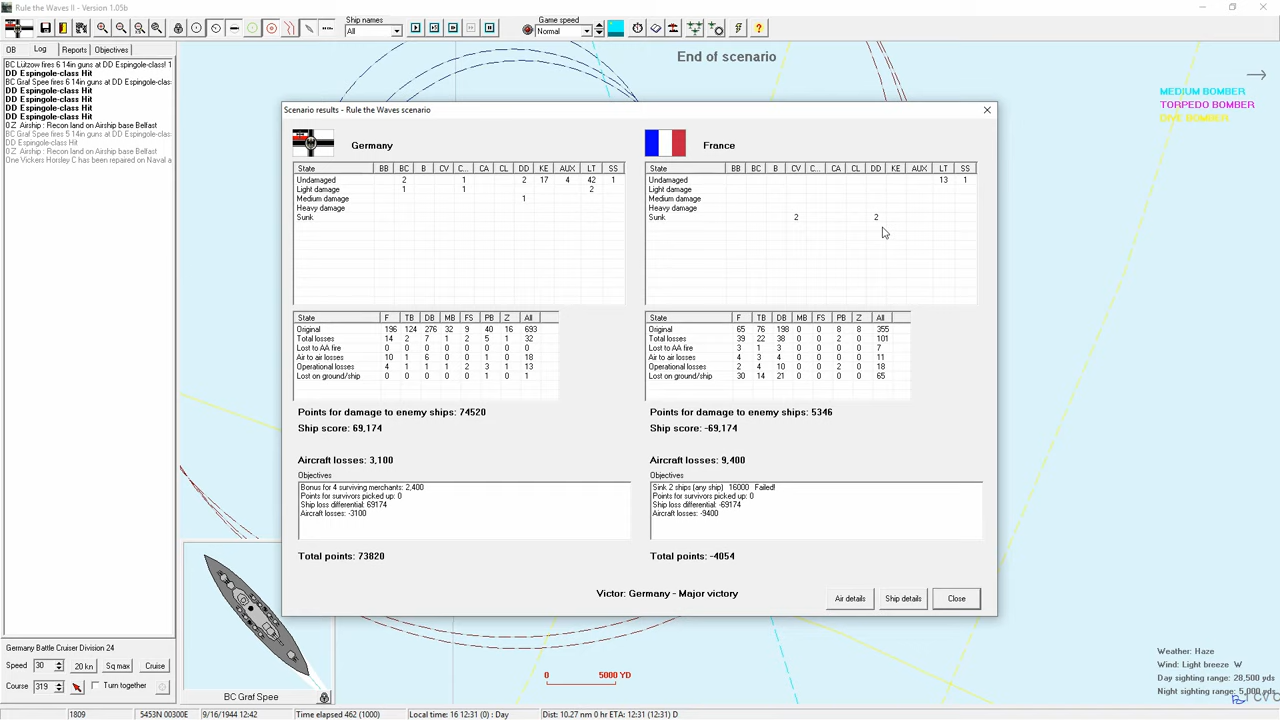 Rule the Waves II - Version 1.05b
Ship names
All
Game speed
Normal
OB Log Reports Objectives
End of scenario
BC Lützow fires 6 14in guns at DD Espingole-class! 1
DD Espingole-class Hit
BC Graf Spee fires 6 14in guns at DD Espingole-clas:
DD Espingole-class Hit
DD Espingole-class Hit
DD Espingole-class Hit
DD Espingole-class Hit
0 Z Airship : Recon land on Airship base Belfast
BC Graf Spee fires 5 14in guns at DD Espingole-clas:
DD Espingole-class Hit
0 Z Airship : Recon land on Airship base Belfast
One Vickers Horsley C has been repaired on Naval a
MEDIUM BOMBER
TORPEDO BOMBER
DIVE BOMBER
Scenario results - Rule the Waves scenario
Germany
State BB BC B CV C... CA CL DD KE AUX LT SS
Undamaged 2 1 2 17 4 42 1
Light damage 1 1 2
Medium damage 1
Heavy damage
Sunk
State F TB DB MB FS PB Z All
Original 196 124 276 32 9 40 16 693
Total losses 14 2 7 1 2 5 1 32
Lost to AA fire 0 0 0 0 0 0 0 0
Air to air losses 10 1 6 0 0 1 0 18
Operational losses 4 1 1 1 2 3 1 13
Lost on ground/ship 0 0 0 0 0 1 0 1
Points for damage to enemy ships: 74520
Ship score: 69,174
Aircraft losses: 3,100
Objectives
Bonus for 4 surviving merchants: 2,400
Points for survivors picked up: 0
Ship loss differential: 69174
Aircraft losses: -3100
Total points: 73820
France
State BB BC B CV C... CA CL DD KE AUX LT SS
Undamaged 13 1
Light damage
Medium damage
Heavy damage
Sunk 2 2
State F TB DB MB FS PB Z All
Original 65 76 198 0 0 8 8 355
Total losses 39 22 38 0 0 2 0 101
Lost to AA fire 3 1 3 0 0 0 0 7
Air to air losses 4 3 4 0 0 0 0 11
Operational losses 2 4 10 0 0 2 0 18
Lost on ground/ship 30 14 21 0 0 0 0 65
Points for damage to enemy ships: 5346
Ship score: -69,174
Aircraft losses: 9,400
Objectives
Sink 2 ships (any ship) 16000 Failed!
Points for survivors picked up: 0
Ship loss differential: -69174
Aircraft losses: -9400
Total points: -4054
Victor: Germany - Major victory
Air details Ship details Close
Germany Battle Cruiser Division 24
Speed 30 20 kn Sq max Cruise
Course 319 Turn together
BC Graf Spee
0 5000 YD
Weather: Haze
Wind: Light breeze W
Day sighting range: 28,500 yds
Night sighting range: 5,000 yds
1809 5453N 00300E 9/16/1944 12:42 Time elapsed 462 (1000) Local time: 16 12:31 (0) : Day Dist: 10.27 nm 0 hr ETA: 12:31 (12:31) D